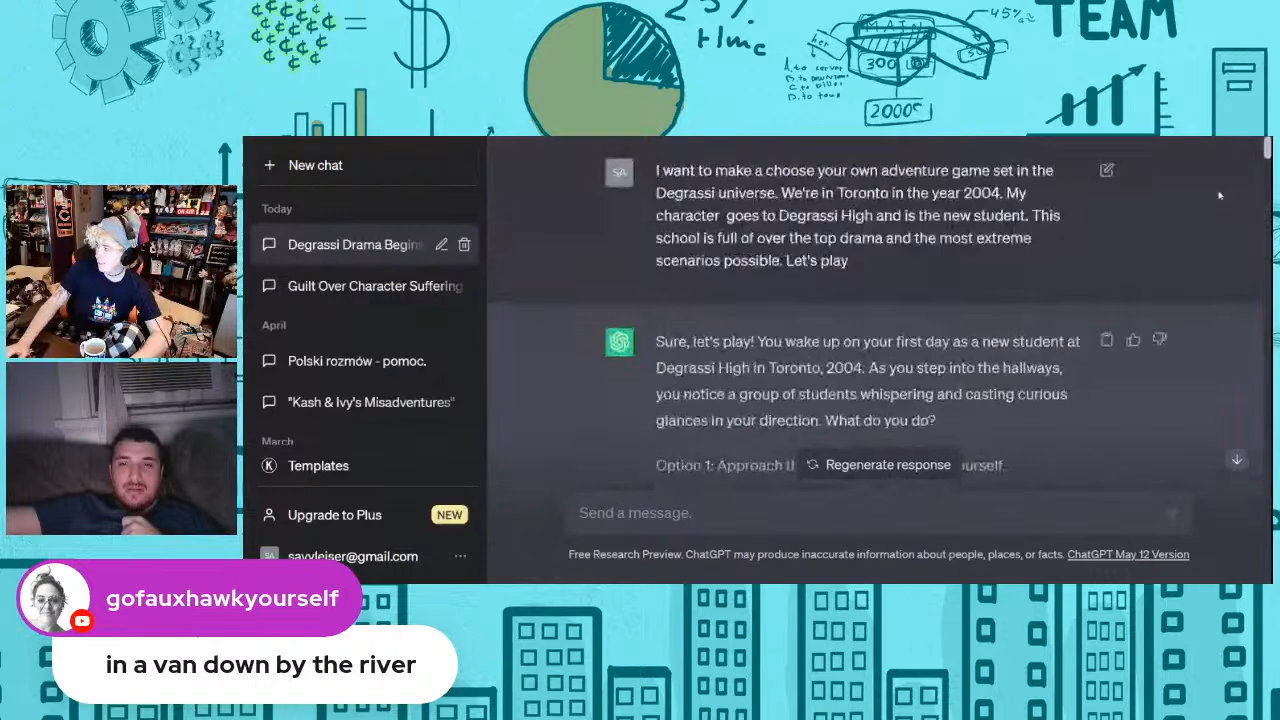 25%
time
45%
TEAM
300
A. to server
2000€
+ New chat
Today
Degrassi Drama Begin
Guilt Over Character Suffering
April
Polski rozmów - pomoc.
"Kash & Ivy's Misadventures"
March
K Templates
Upgrade to Plus NEW
SA savvleiser@gmail.com ...
SA
I want to make a choose your own adventure game set in the
Degrassi universe. We're in Toronto in the year 2004. My
character goes to Degrassi High and is the new student. This
school is full of over the top drama and the most extreme
scenarios possible. Let's play
Sure, let's play! You wake up on your first day as a new student at
Degrassi High in Toronto, 2004. As you step into the hallways,
you notice a group of students whispering and casting curious
glances in your direction. What do you do?
Option 1: Approach th
Regenerate response
urself.
Send a message.
Free Research Preview. ChatGPT may produce inaccurate information about people, places, or facts. ChatGPT May 12 Version
gofauxhawkyourself
in a van down by the river